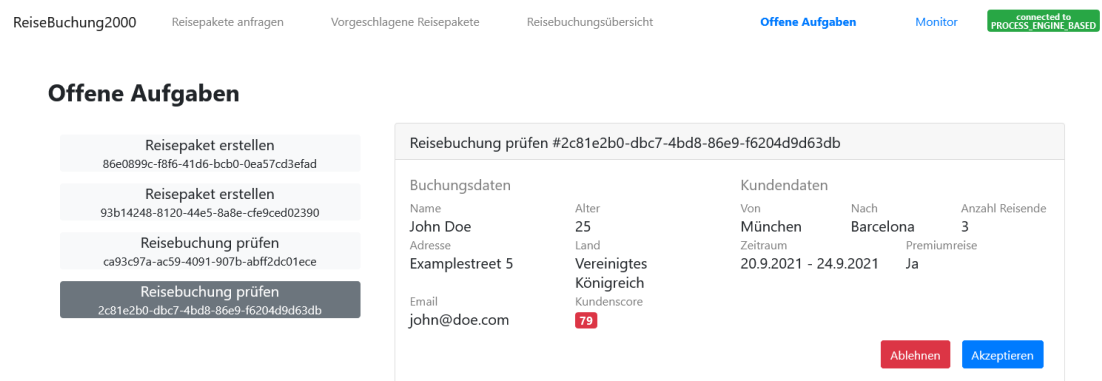 ReiseBuchung2000 Reisepakete anfragen Vorgeschlagene Reisepakete Reisebuchungsübersicht Offene Aufgaben Monitor connected to
PROCESS_ENGINE_BASED
Offene Aufgaben
Reisepaket erstellen
86e0899c-f8f6-41d6-bcb0-0ea57cd3efad
Reisepaket erstellen
93b14248-8120-44e5-8a8e-cfe9ced02390
Reisebuchung prüfen
ca93c97a-ac59-4091-907b-abff2dc01ece
Reisebuchung prüfen
2c81e2b0-dbc7-4bd8-86e9-f6204d9d63db
Reisebuchung prüfen #2c81e2b0-dbc7-4bd8-86e9-f6204d9d63db
Buchungsdaten
Name Alter
John Doe 25
Adresse Land
Examplestreet 5 Vereinigtes
Königreich
Email Kundenscore
john@doe.com 79
Kundendaten
Von Nach Anzahl Reisende
München Barcelona 3
Zeitraum Premiumreise
20.9.2021 - 24.9.2021 Ja
Ablehnen Akzeptieren